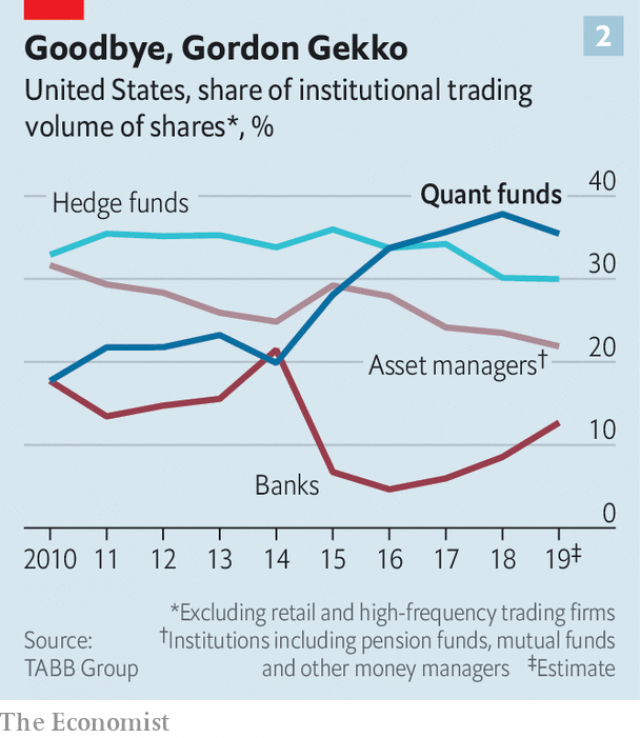 2
Goodbye, Gordon Gekko
United States, share of institutional trading
volume of shares*, %
40
Quant funds
Hedge funds
30
20
Asset managers†
10
Banks
0
2010 11 12 13 14 15 16 17 18 19‡
*Excluding retail and high-frequency trading firms
Source: †Institutions including pension funds, mutual funds
TABB Group and other money managers ‡Estimate
The Economist